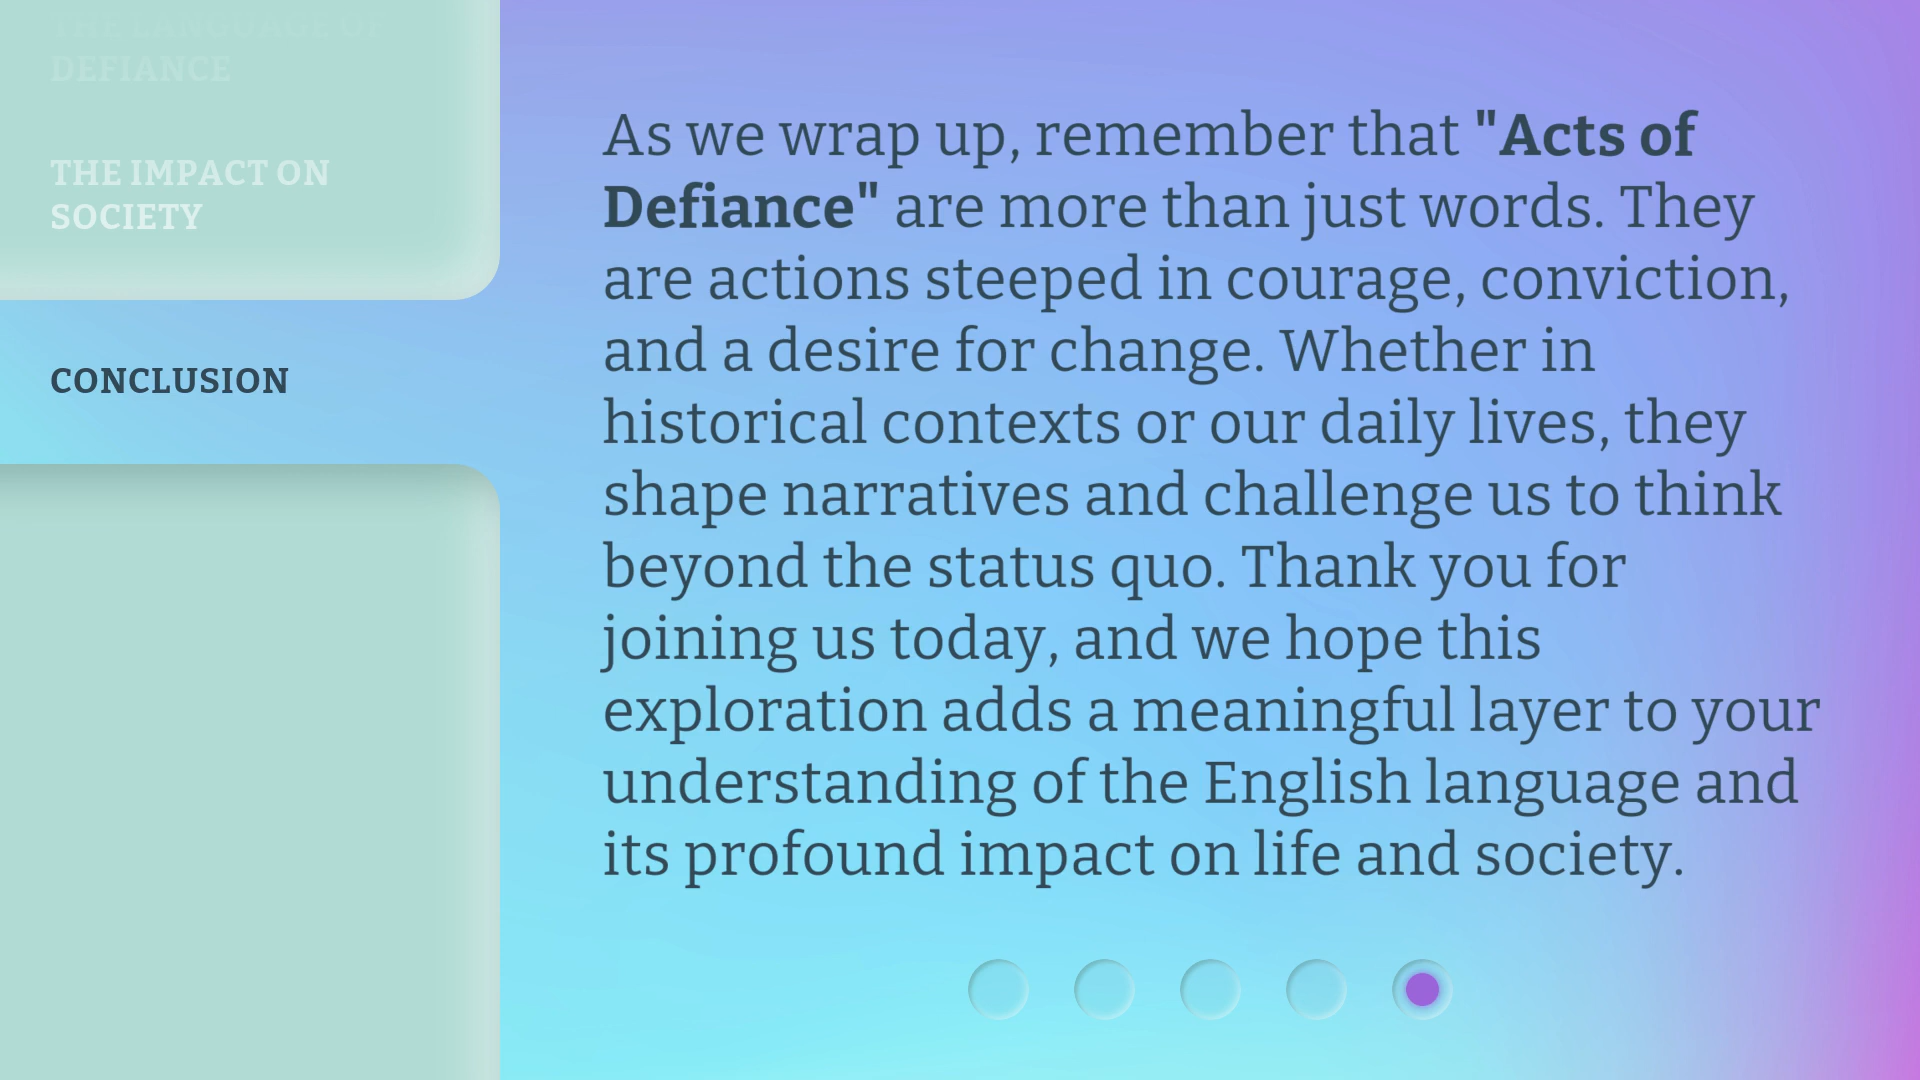 THE LANGUAGE OF
DEFIANCE
THE IMPACT ON
SOCIETY
CONCLUSION
As we wrap up, remember that "Acts of
Defiance" are more than just words. They
are actions steeped in courage, conviction,
and a desire for change. Whether in
historical contexts or our daily lives, they
shape narratives and challenge us to think
beyond the status quo. Thank you for
joining us today, and we hope this
exploration adds a meaningful layer to your
understanding of the English language and
its profound impact on life and society.